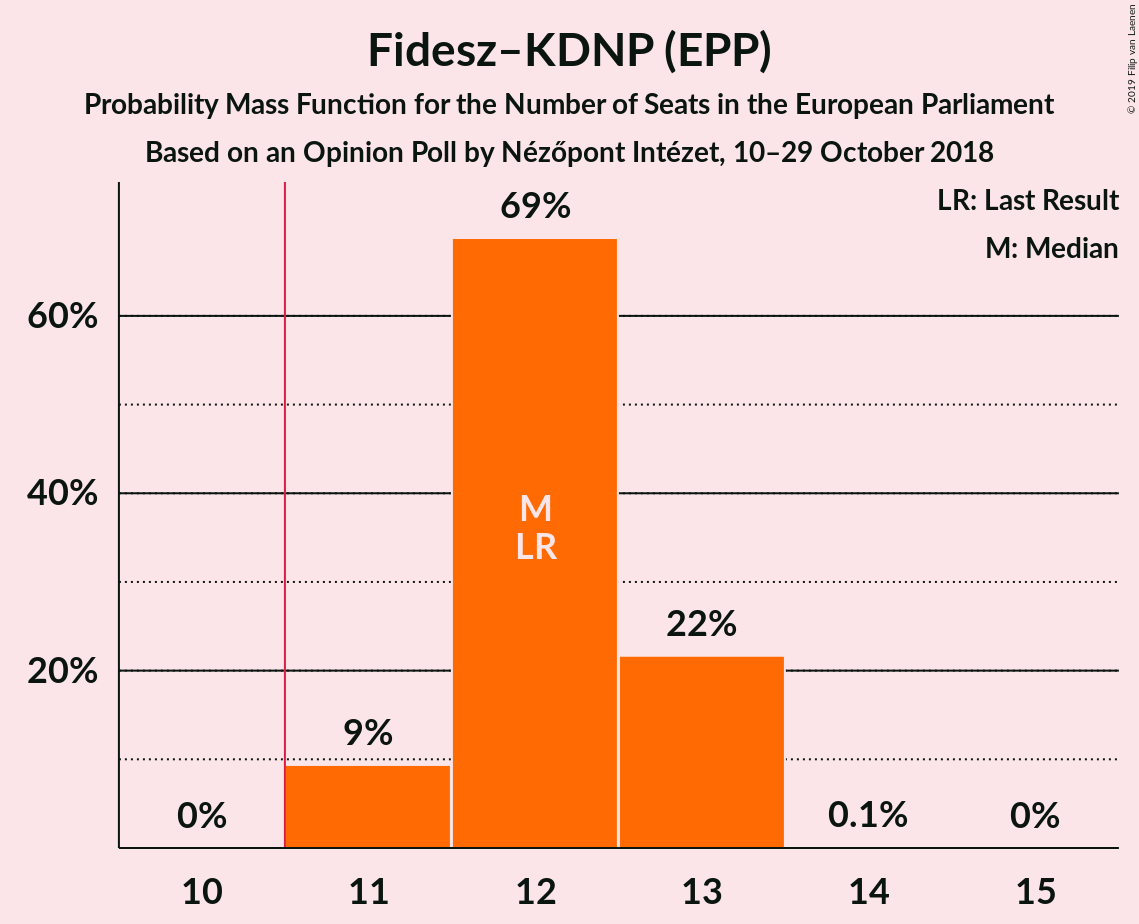 Fidesz–KDNP (EPP)
Probability Mass Function for the Number of Seats in the European Parliament
Based on an Opinion Poll by Nézőpont Intézet, 10–29 October 2018
© 2019 Filip van Laenen
LR: Last Result
M: Median
69%
60%
40%
M
LR
22%
20%
9%
0%
0.1%
0%
10
11
12
13
14
15